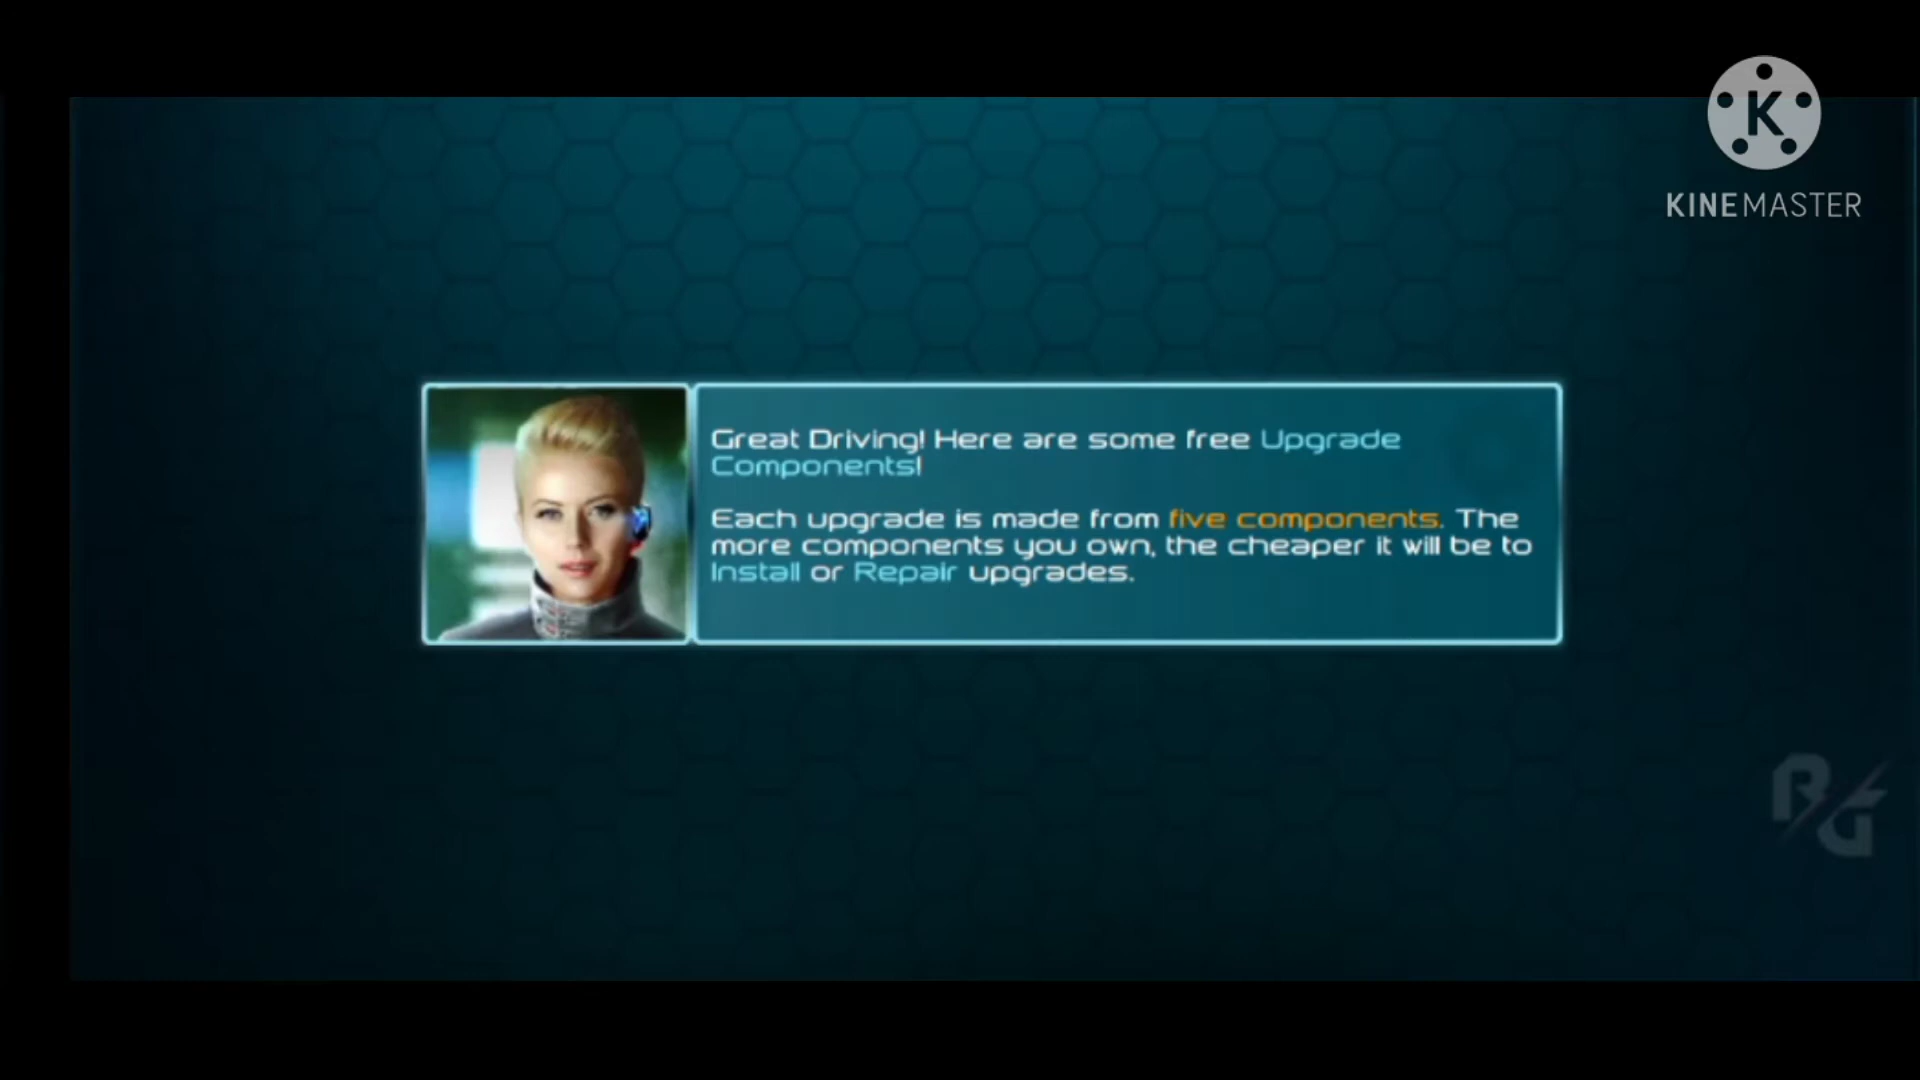 K
KINEMASTER
Great Driving! Here are some free Upgrade
Components!
Each upgrade is made from five components. The
more components you own, the cheaper it will be to
Install or Repair upgrades.
RG